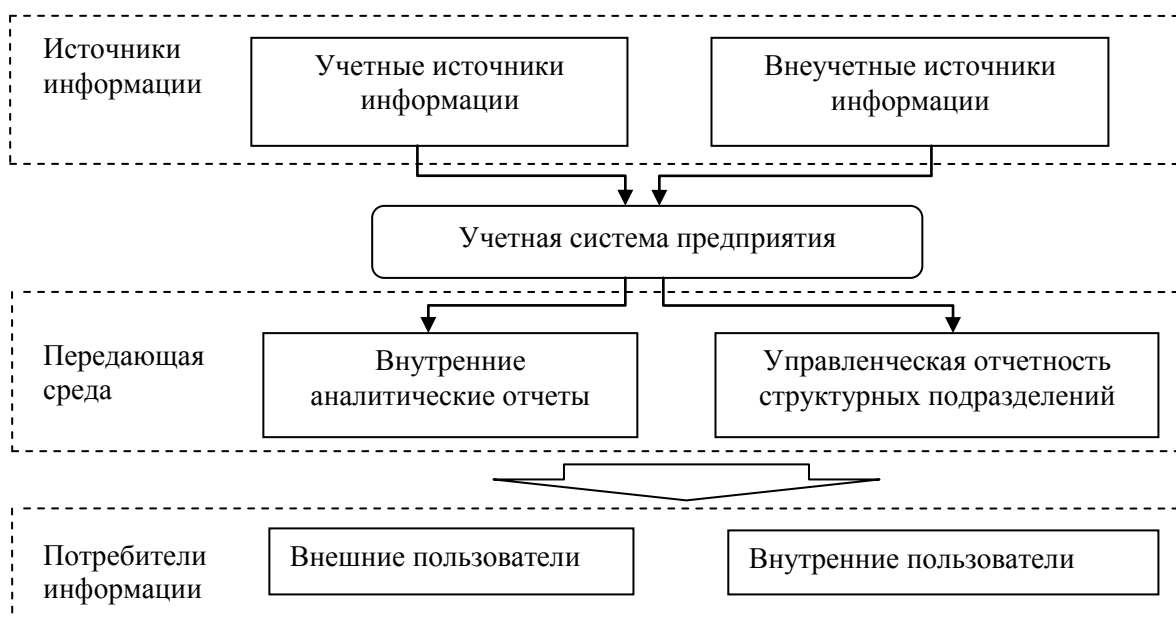 Источники
информации
Учетные источники
информации
Внеучетные источники
информации
Учетная система предприятия
Передающая
среда
Внутренние
аналитические отчеты
Управленческая отчетность
структурных подразделений
Потребители
информации
Внешние пользователи
Внутренние пользователи